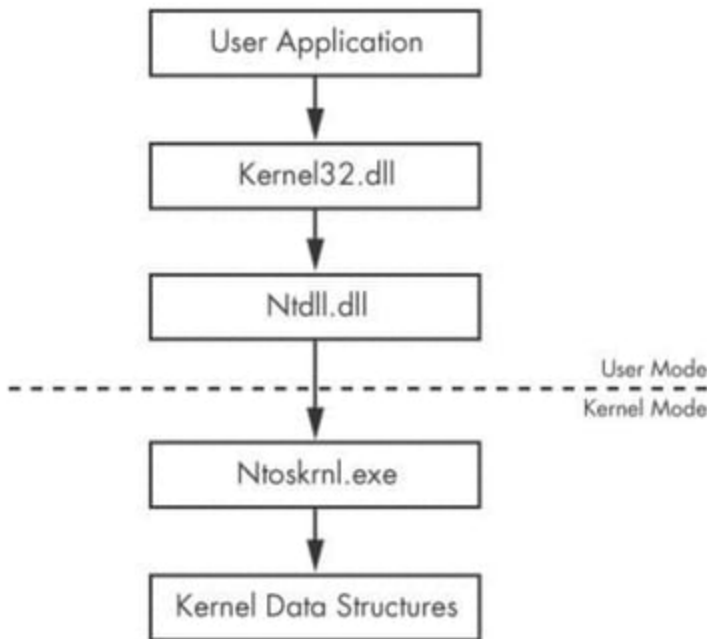 User Application
Kernel32.dll
Ntdll.dll
User Mode
Kernel Mode
Ntoskrnl.exe
Kernel Data Structures